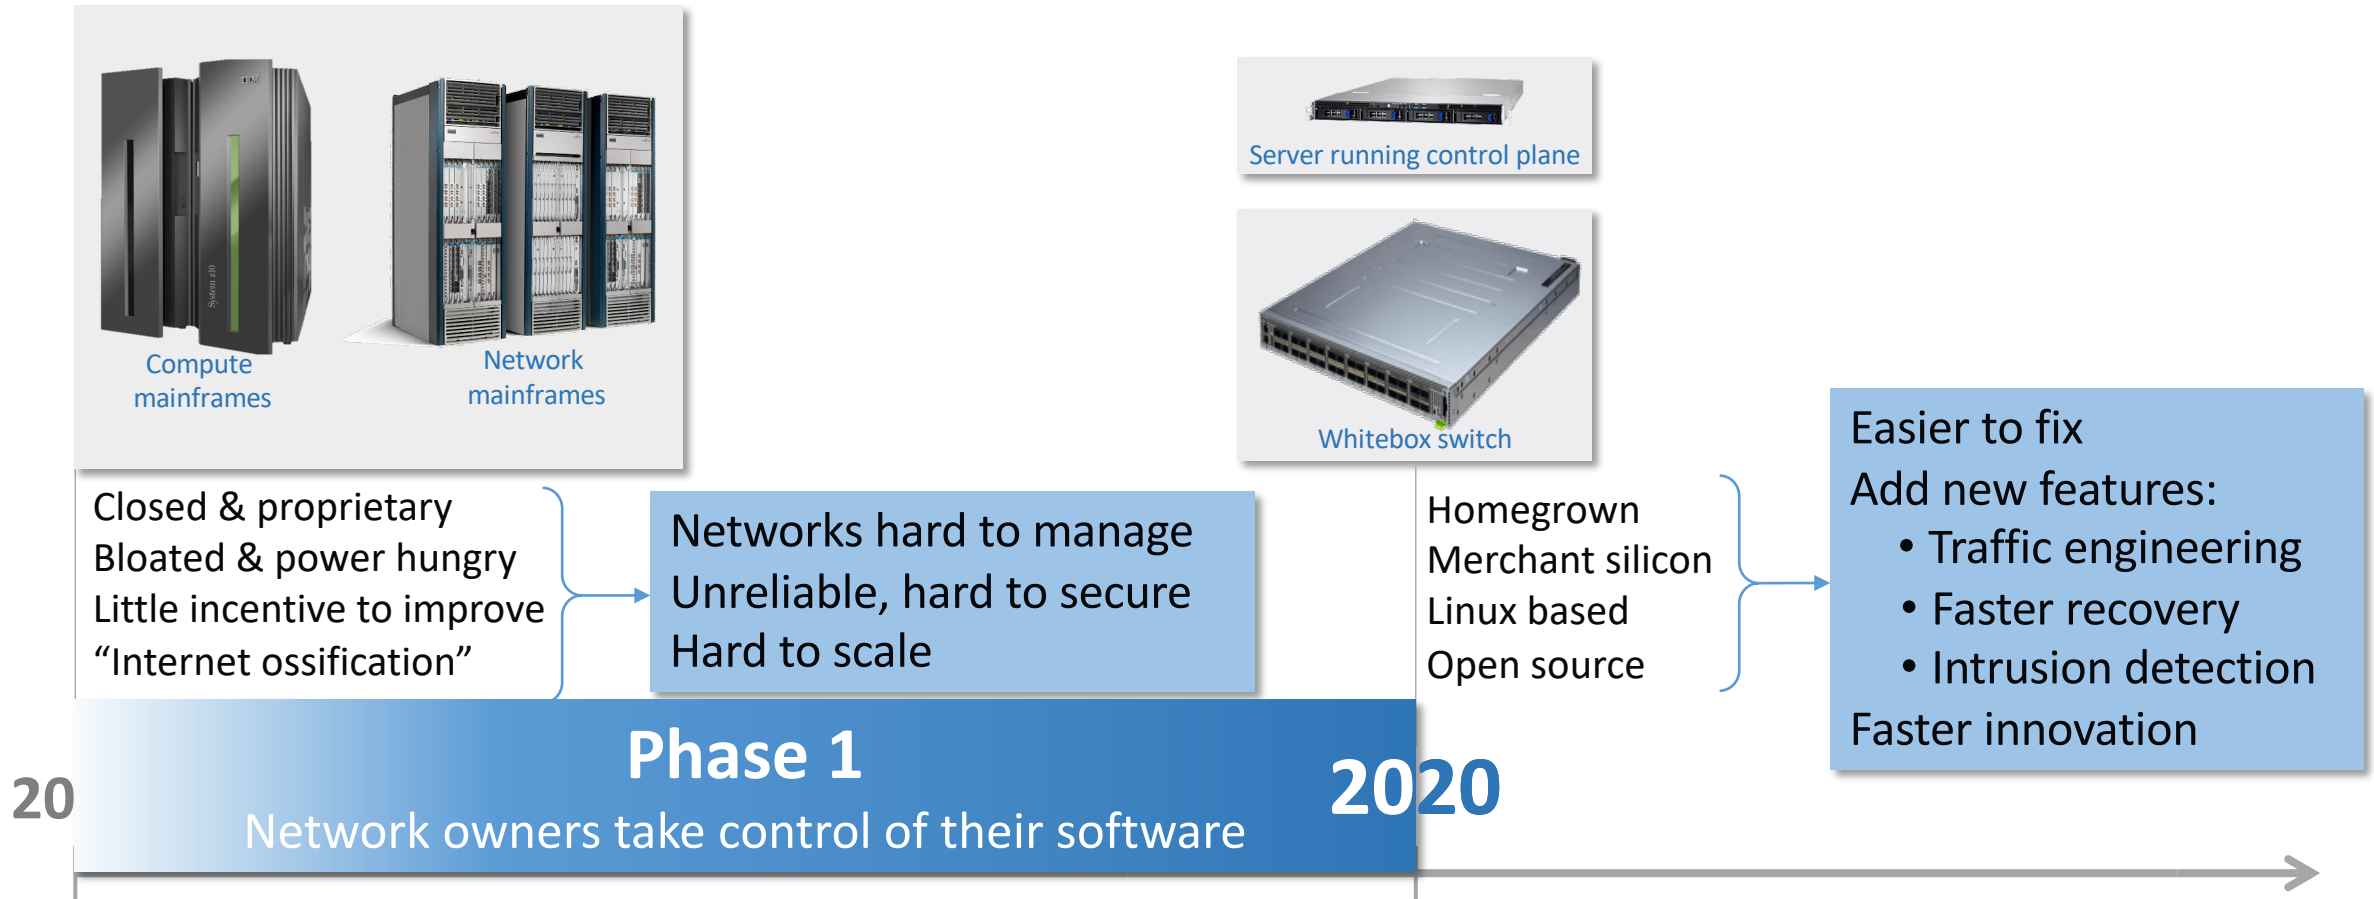 IBM
System z10
Compute
mainframes
Network
mainframes
Closed & proprietary
Bloated & power hungry
Little incentive to improve
“Internet ossification”
Networks hard to manage
Unreliable, hard to secure
Hard to scale
Server running control plane
Whitebox switch
Homegrown
Merchant silicon
Linux based
Open source
Easier to fix
Add new features:
• Traffic engineering
• Faster recovery
• Intrusion detection
Faster innovation
Phase 1
Network owners take control of their software
20
2020